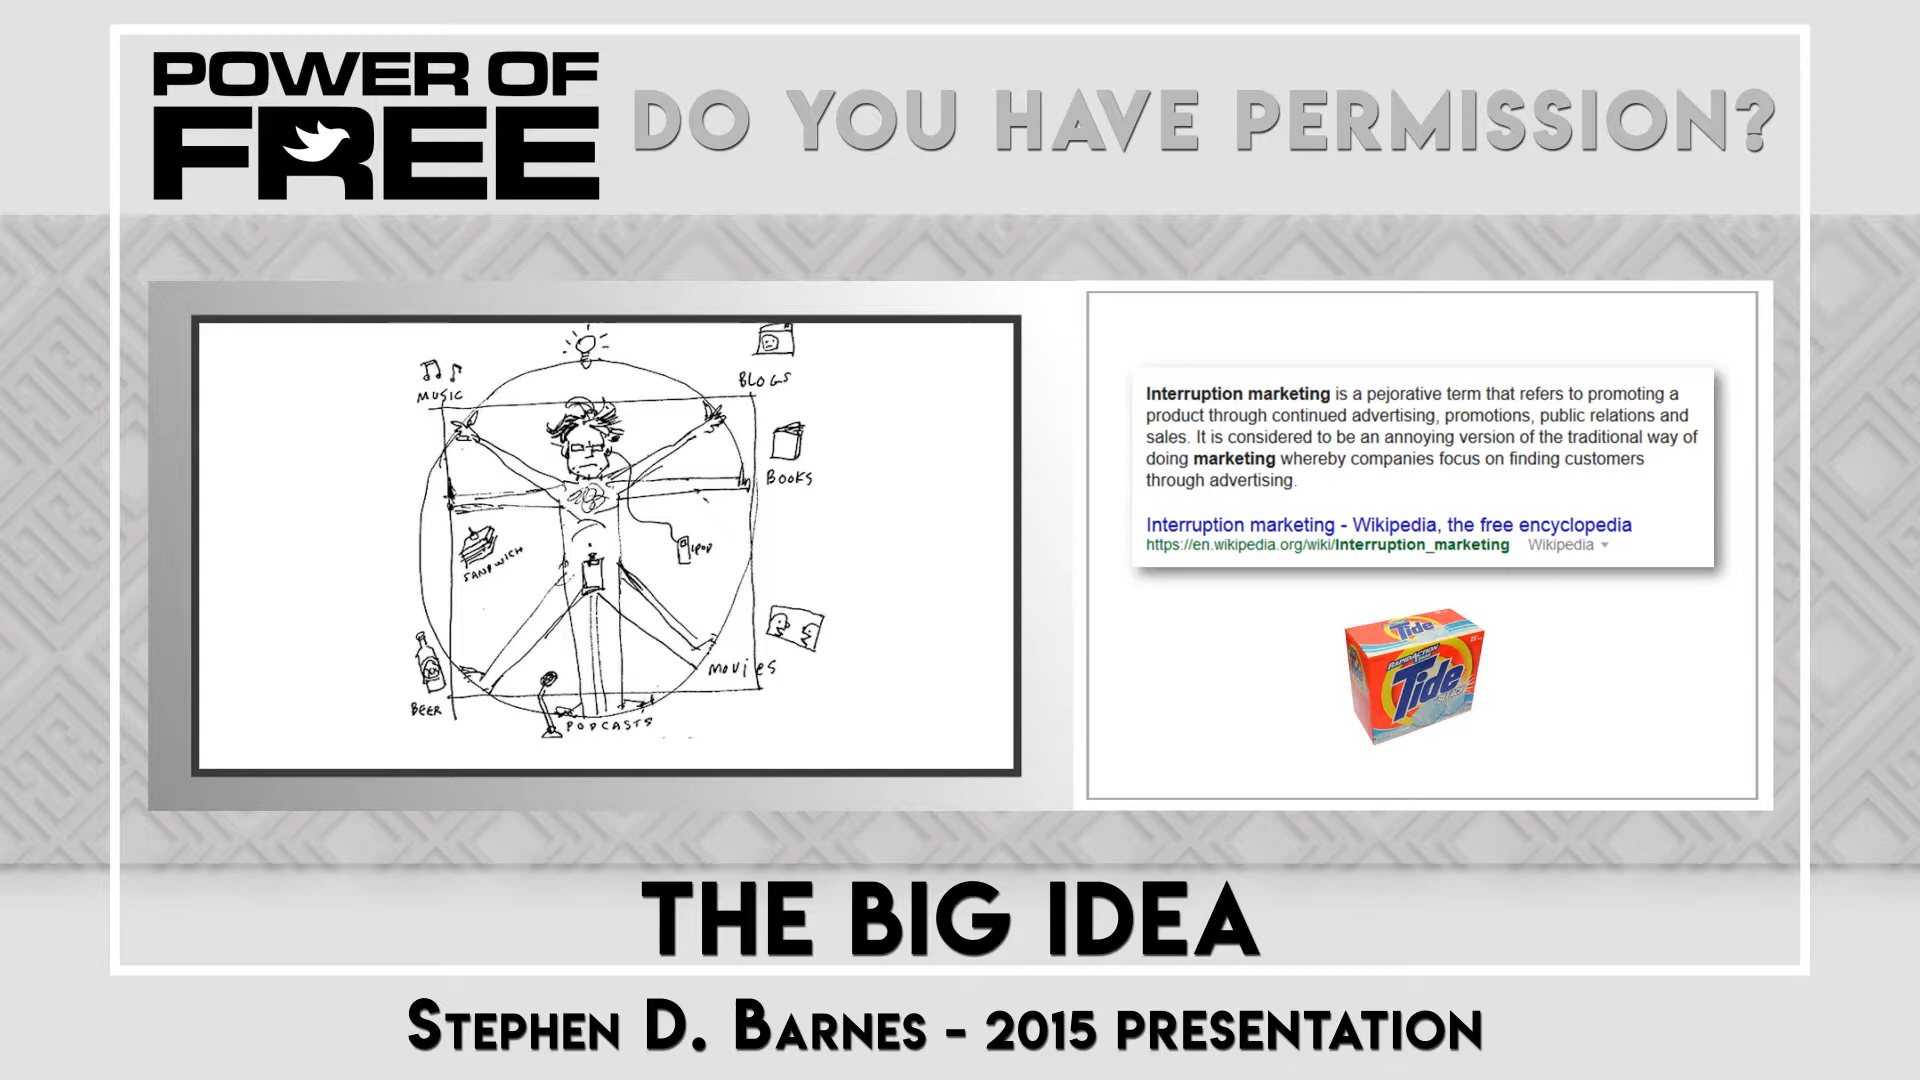 POWER OF
FREE
DO YOU HAVE PERMISSION?
MUSIC
BLOGS
BOOKS
SANDWICH
IPOD
MOVIES
BEER
PODCASTS
Interruption marketing is a pejorative term that refers to promoting a
product through continued advertising, promotions, public relations and
sales. It is considered to be an annoying version of the traditional way of
doing marketing whereby companies focus on finding customers
through advertising.
Interruption marketing - Wikipedia, the free encyclopedia
https://en.wikipedia.org/wiki/Interruption_marketing Wikipedia
Tide
RAPID ACTION
Tide
THE BIG IDEA
STEPHEN D. BARNES - 2015 PRESENTATION